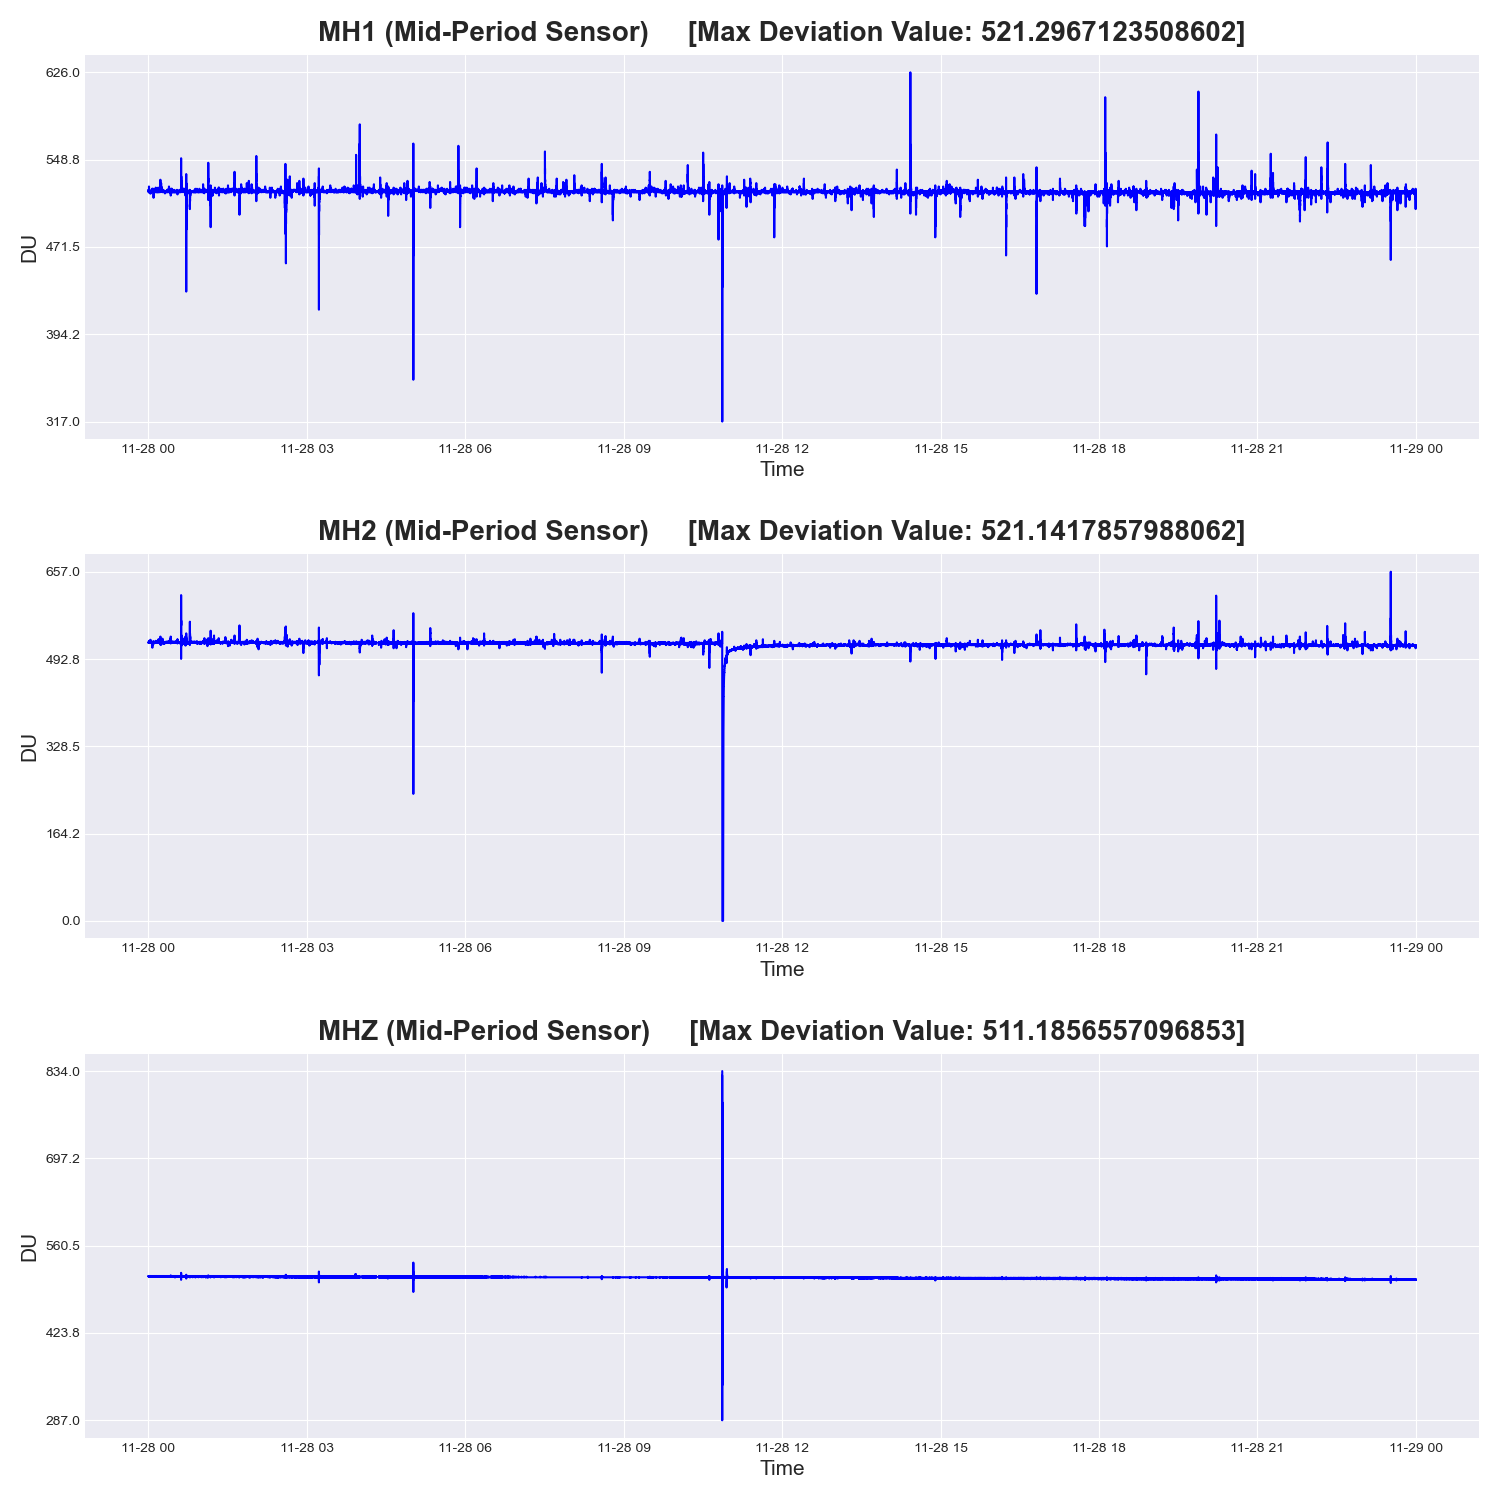 MH1 (Mid-Period Sensor) [Max Deviation Value: 521.2967123508602]
626.0
548.8
471.5
394.2
317.0
DU
11-28 00 11-28 03 11-28 06 11-28 09 11-28 12 11-28 15 11-28 18 11-28 21 11-29 00
Time
MH2 (Mid-Period Sensor) [Max Deviation Value: 521.1417857988062]
657.0
492.8
328.5
164.2
0.0
DU
11-28 00 11-28 03 11-28 06 11-28 09 11-28 12 11-28 15 11-28 18 11-28 21 11-29 00
Time
MHZ (Mid-Period Sensor) [Max Deviation Value: 511.1856557096853]
834.0
697.2
560.5
423.8
287.0
DU
11-28 00 11-28 03 11-28 06 11-28 09 11-28 12 11-28 15 11-28 18 11-28 21 11-29 00
Time